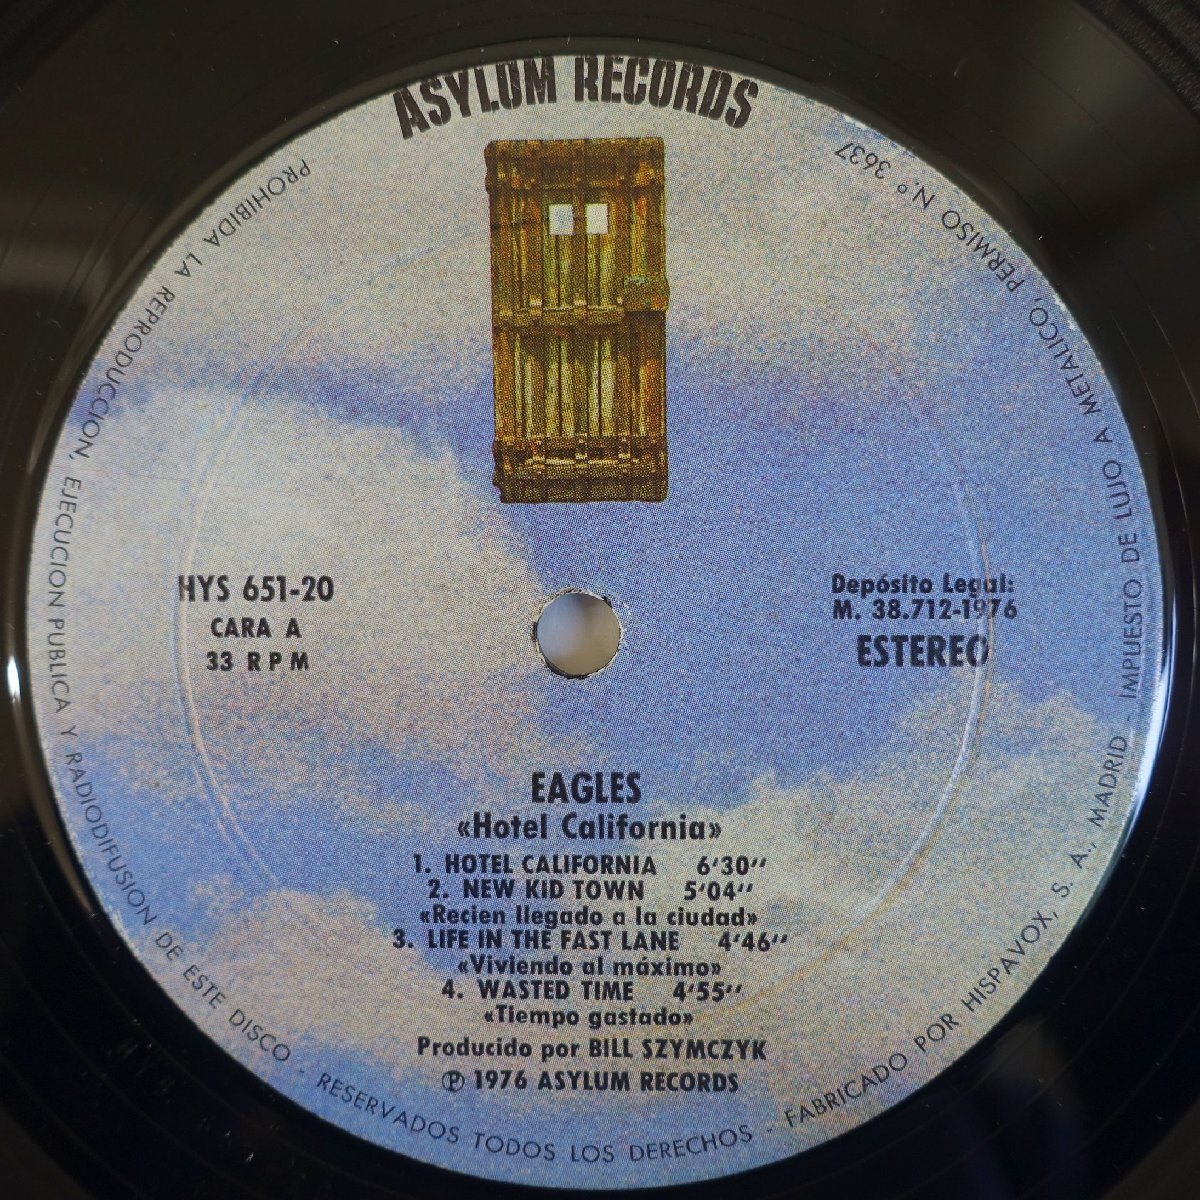 ASYLUM RECORDS
HYS 651-20
CARA A
33 RPM
Depósito Legal:
M. 38.712-1976
ESTEREO
EAGLES
«Hotel California»
1. HOTEL CALIFORNIA 6'30''
2. NEW KID TOWN 5'04''
«Recien llegado a la ciudad»
3. LIFE IN THE FAST LANE 4'46''
«Viviendo al máximo»
4. WASTED TIME 4'55''
«Tiempo gastado»
Producido por BILL SZYMCZYK
Ⓟ 1976 ASYLUM RECORDS
PROHIBIDA LA REPRODUCCION, EJECUCION PUBLICA Y RADIODIFUSION DE ESTE DISCO - RESERVADOS TODOS LOS DERECHOS - FABRICADO POR HISPAVOX, S. A., MADRID - IMPUESTO DE LUJO A METALICO, PERMISO N.º 3637